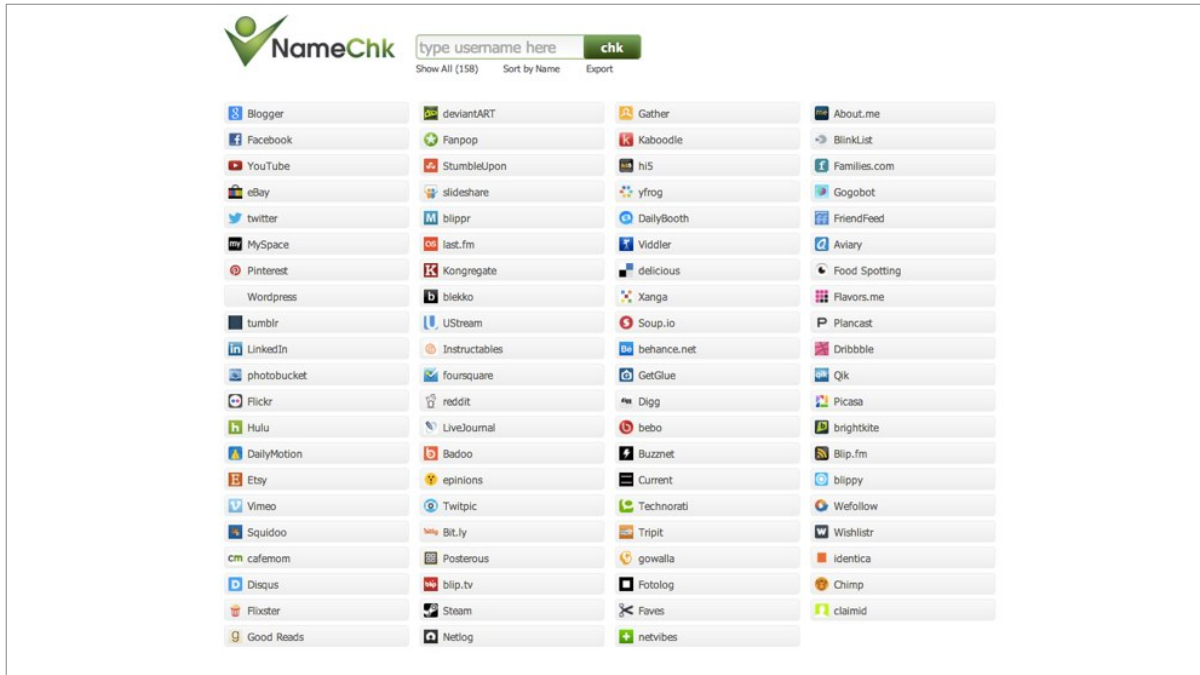 NameChk
type username here chk
Show All (158) Sort by Name Export
Blogger deviantART Gather About.me
Facebook Fanpop Kaboodle BlinkList
YouTube StumbleUpon hi5 Families.com
eBay slideshare yfrog Gogobot
twitter blippr DailyBooth FriendFeed
MySpace last.fm Viddler Aviary
Pinterest Kongregate delicious Food Spotting
Wordpress blekko Xanga Flavors.me
tumblr UStream Soup.io Plancast
LinkedIn Instructables behance.net Dribbble
photobucket foursquare GetGlue Qik
Flickr reddit Digg Picasa
Hulu LiveJournal bebo brightkite
DailyMotion Badoo Buzznet Blip.fm
Etsy epinions Current blippy
Vimeo Twitpic Technorati Wefollow
Squidoo Bit.ly Tripit Wishlistr
cafemom Posterous gowalla identica
Disqus blip.tv Fotolog Chimp
Flixster Steam Faves claimid
Good Reads Netlog netvibes